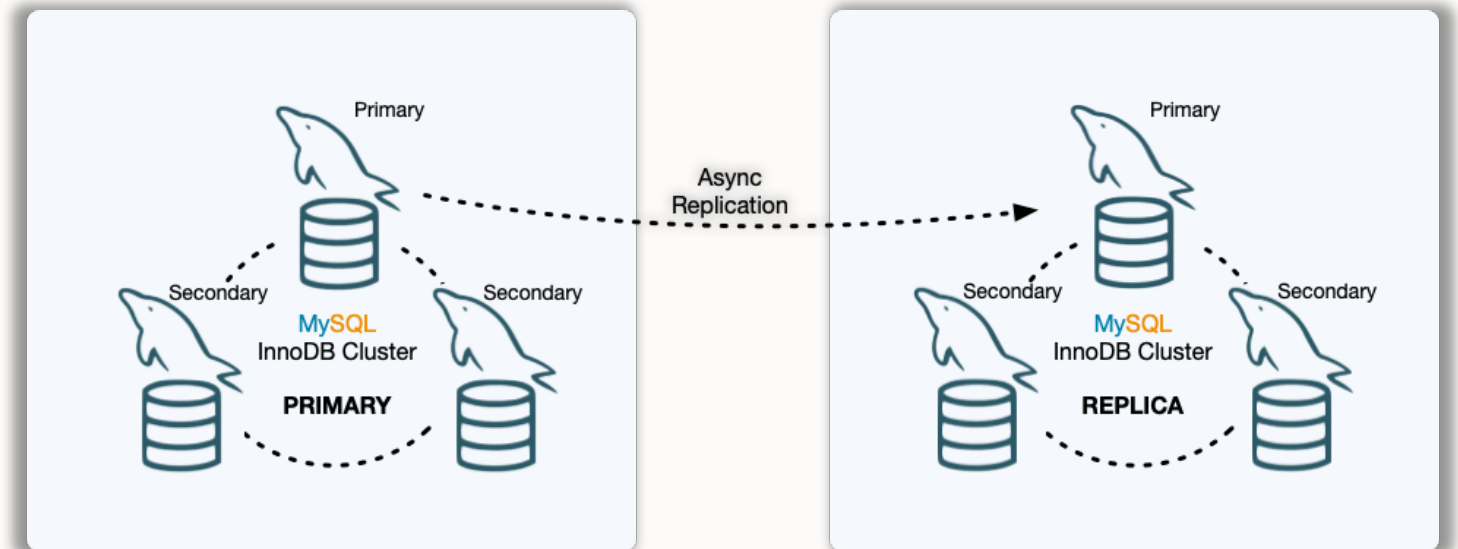 Primary
Secondary
Secondary
MySQL
InnoDB Cluster
PRIMARY
Async
Replication
Primary
Secondary
Secondary
MySQL
InnoDB Cluster
REPLICA